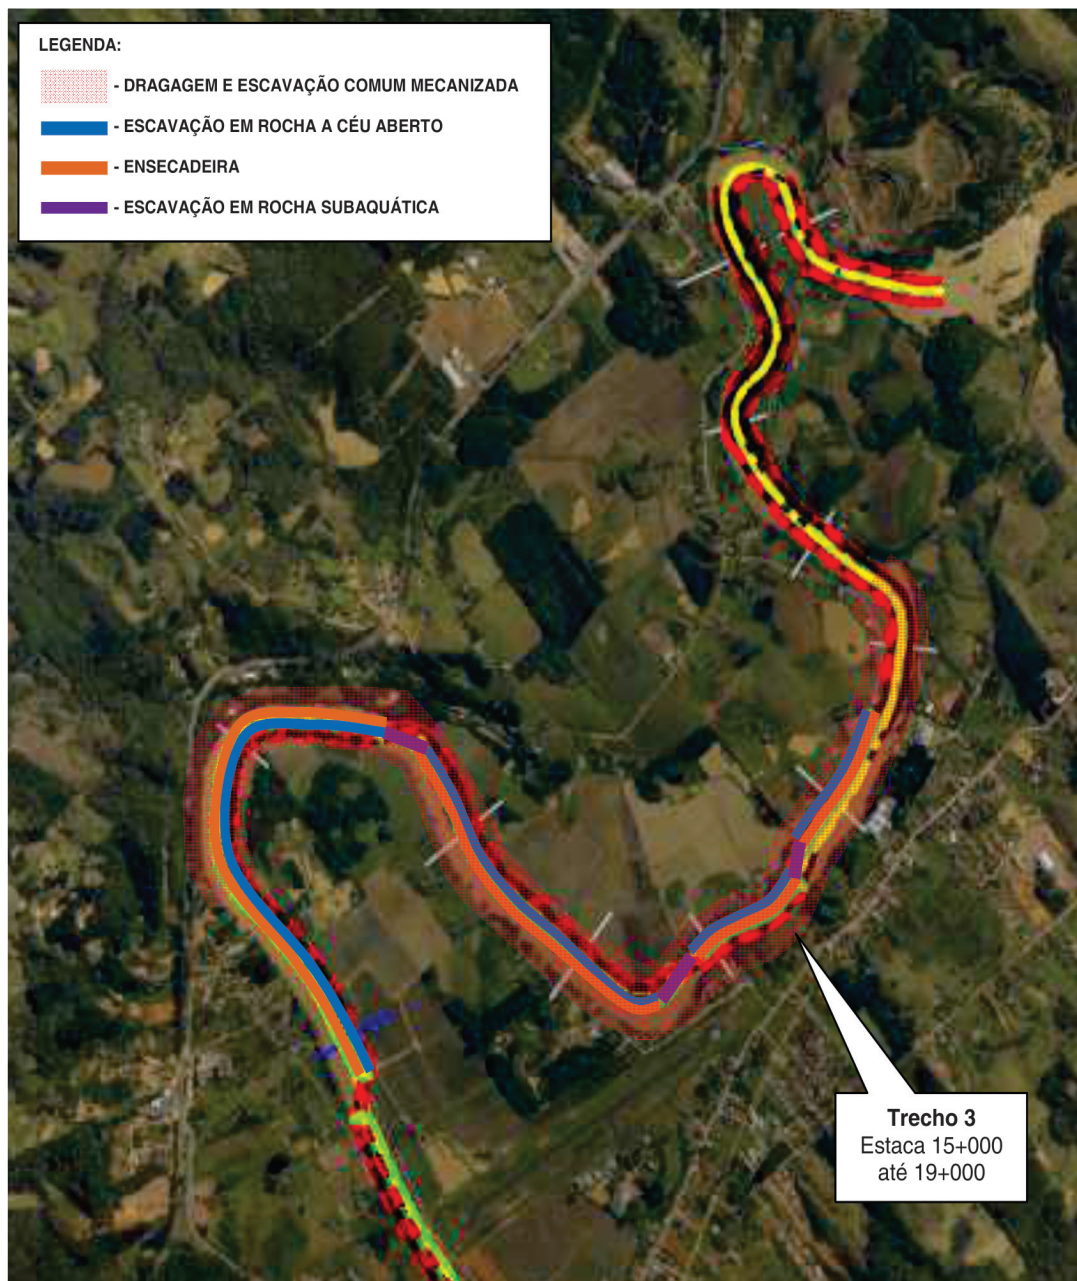 LEGENDA:
- DRAGAGEM E ESCAVAÇÃO COMUM MECANIZADA
- ESCAVAÇÃO EM ROCHA A CÉU ABERTO
- ENSECADEIRA
- ESCAVAÇÃO EM ROCHA SUBAQUÁTICA
Trecho 3
Estaca 15+000
até 19+000